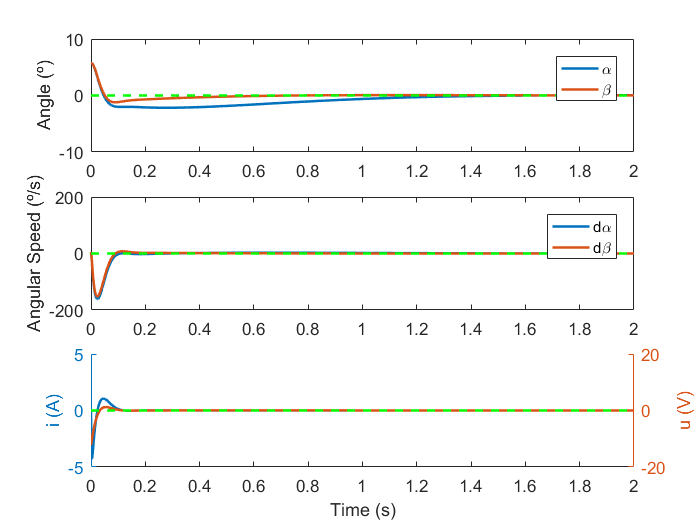 10
0
-10
Angle (º)
α
β
0 0.2 0.4 0.6 0.8 1 1.2 1.4 1.6 1.8 2
200
0
-200
Angular Speed (º/s)
dα
dβ
0 0.2 0.4 0.6 0.8 1 1.2 1.4 1.6 1.8 2
5
0
-5
i (A)
20
0
-20
u (V)
0 0.2 0.4 0.6 0.8 1 1.2 1.4 1.6 1.8 2
Time (s)